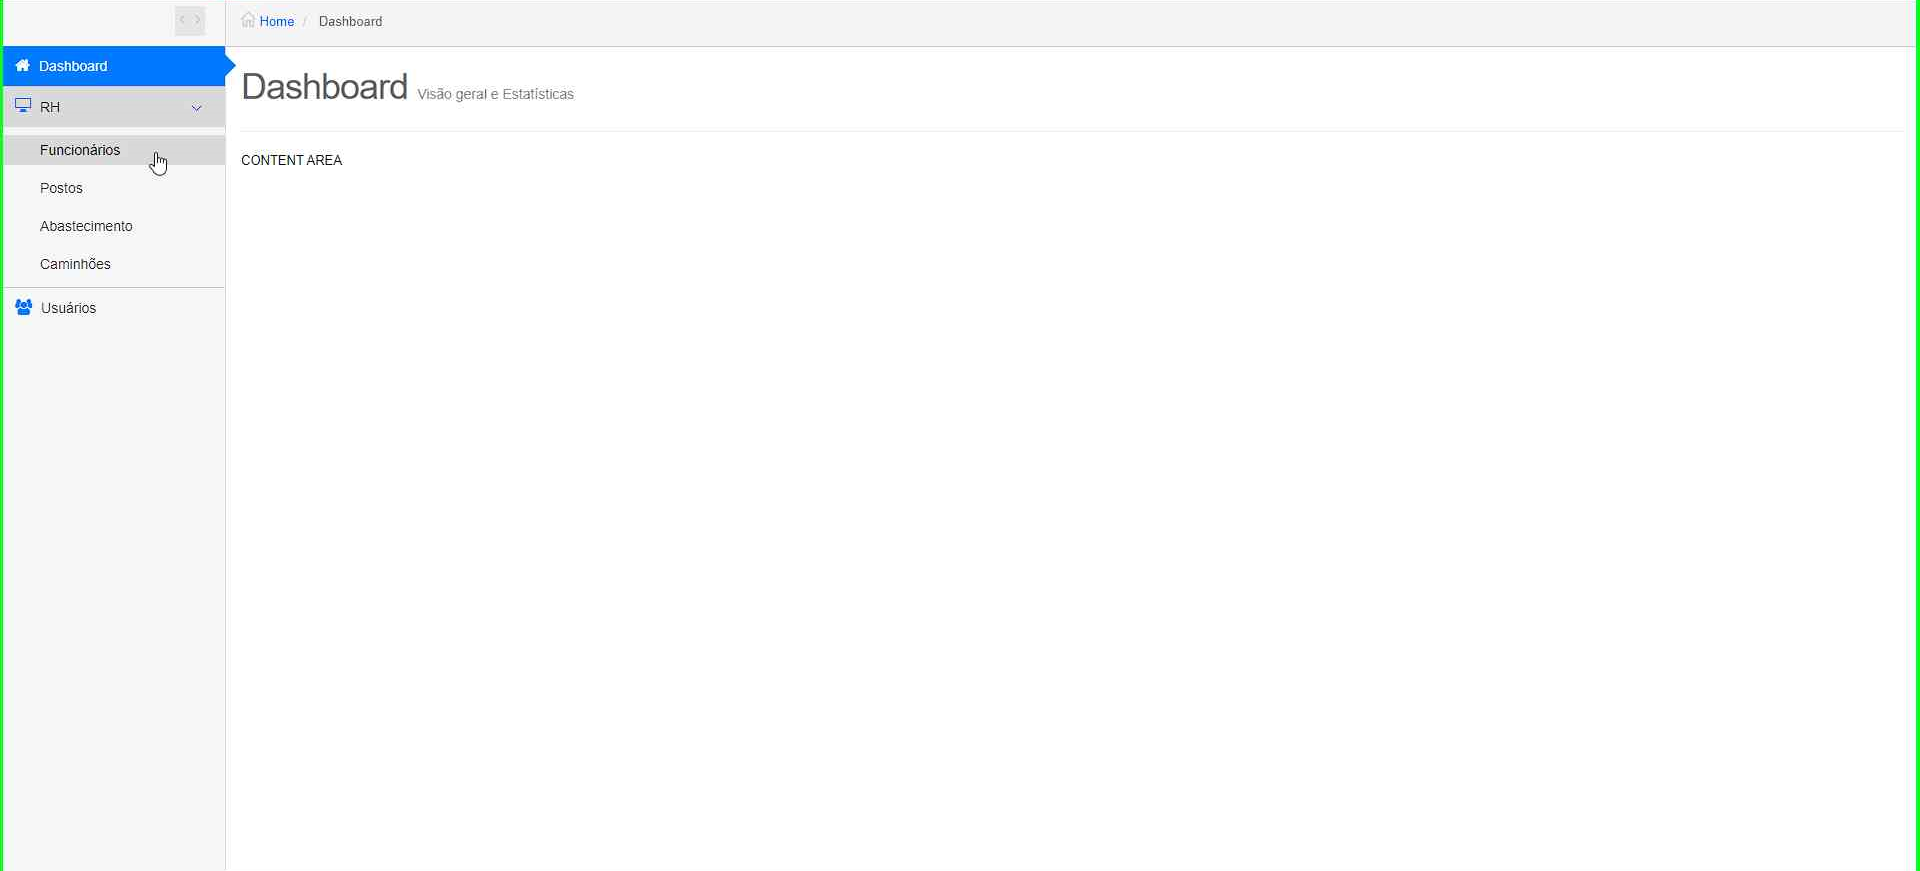 Home / Dashboard
Dashboard
RH
Funcionários
Postos
Abastecimento
Caminhões
Usuários
Dashboard Visão geral e Estatísticas
CONTENT AREA